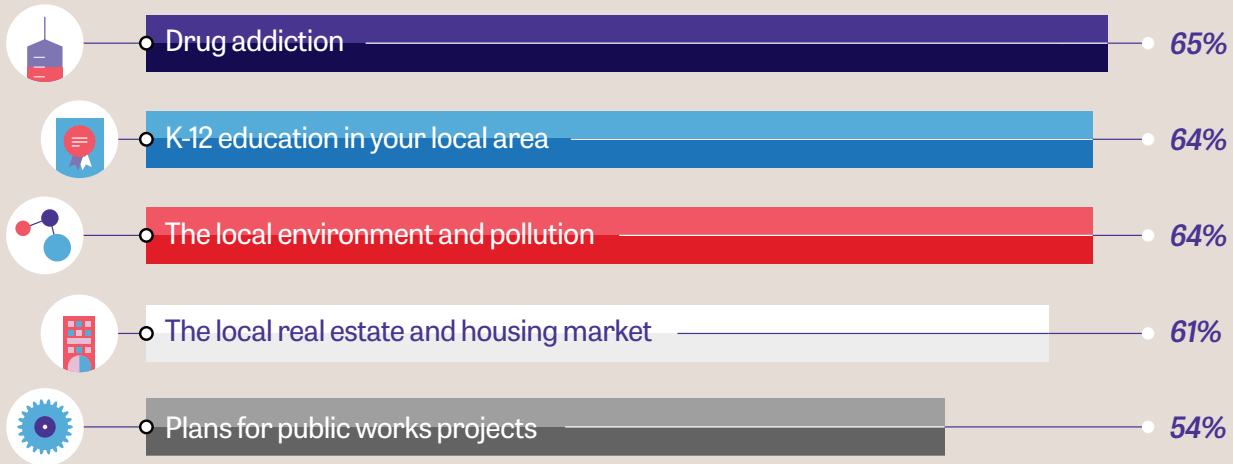 Drug addiction 65%
K-12 education in your local area 64%
The local environment and pollution 64%
The local real estate and housing market 61%
Plans for public works projects 54%